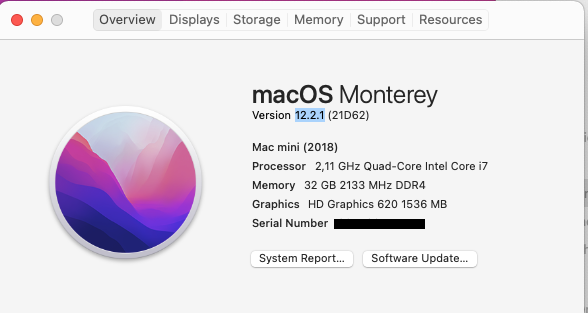 Overview Displays Storage Memory Support Resources
macOS Monterey
Version 12.2.1 (21D62)
Mac mini (2018)
Processor 2,11 GHz Quad-Core Intel Core i7
Memory 32 GB 2133 MHz DDR4
Graphics HD Graphics 620 1536 MB
Serial Number
System Report... Software Update...